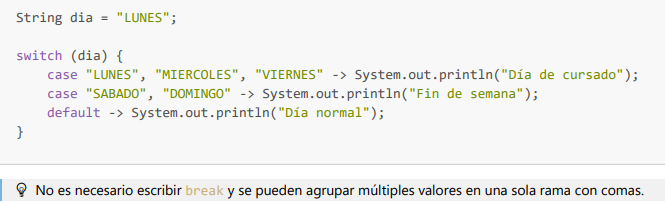 String dia = "LUNES";
switch (dia) {
    case "LUNES", "MIERCOLES", "VIERNES" -> System.out.println("Día de cursado");
    case "SABADO", "DOMINGO" -> System.out.println("Fin de semana");
    default -> System.out.println("Día normal");
}
No es necesario escribir break y se pueden agrupar múltiples valores en una sola rama con comas.